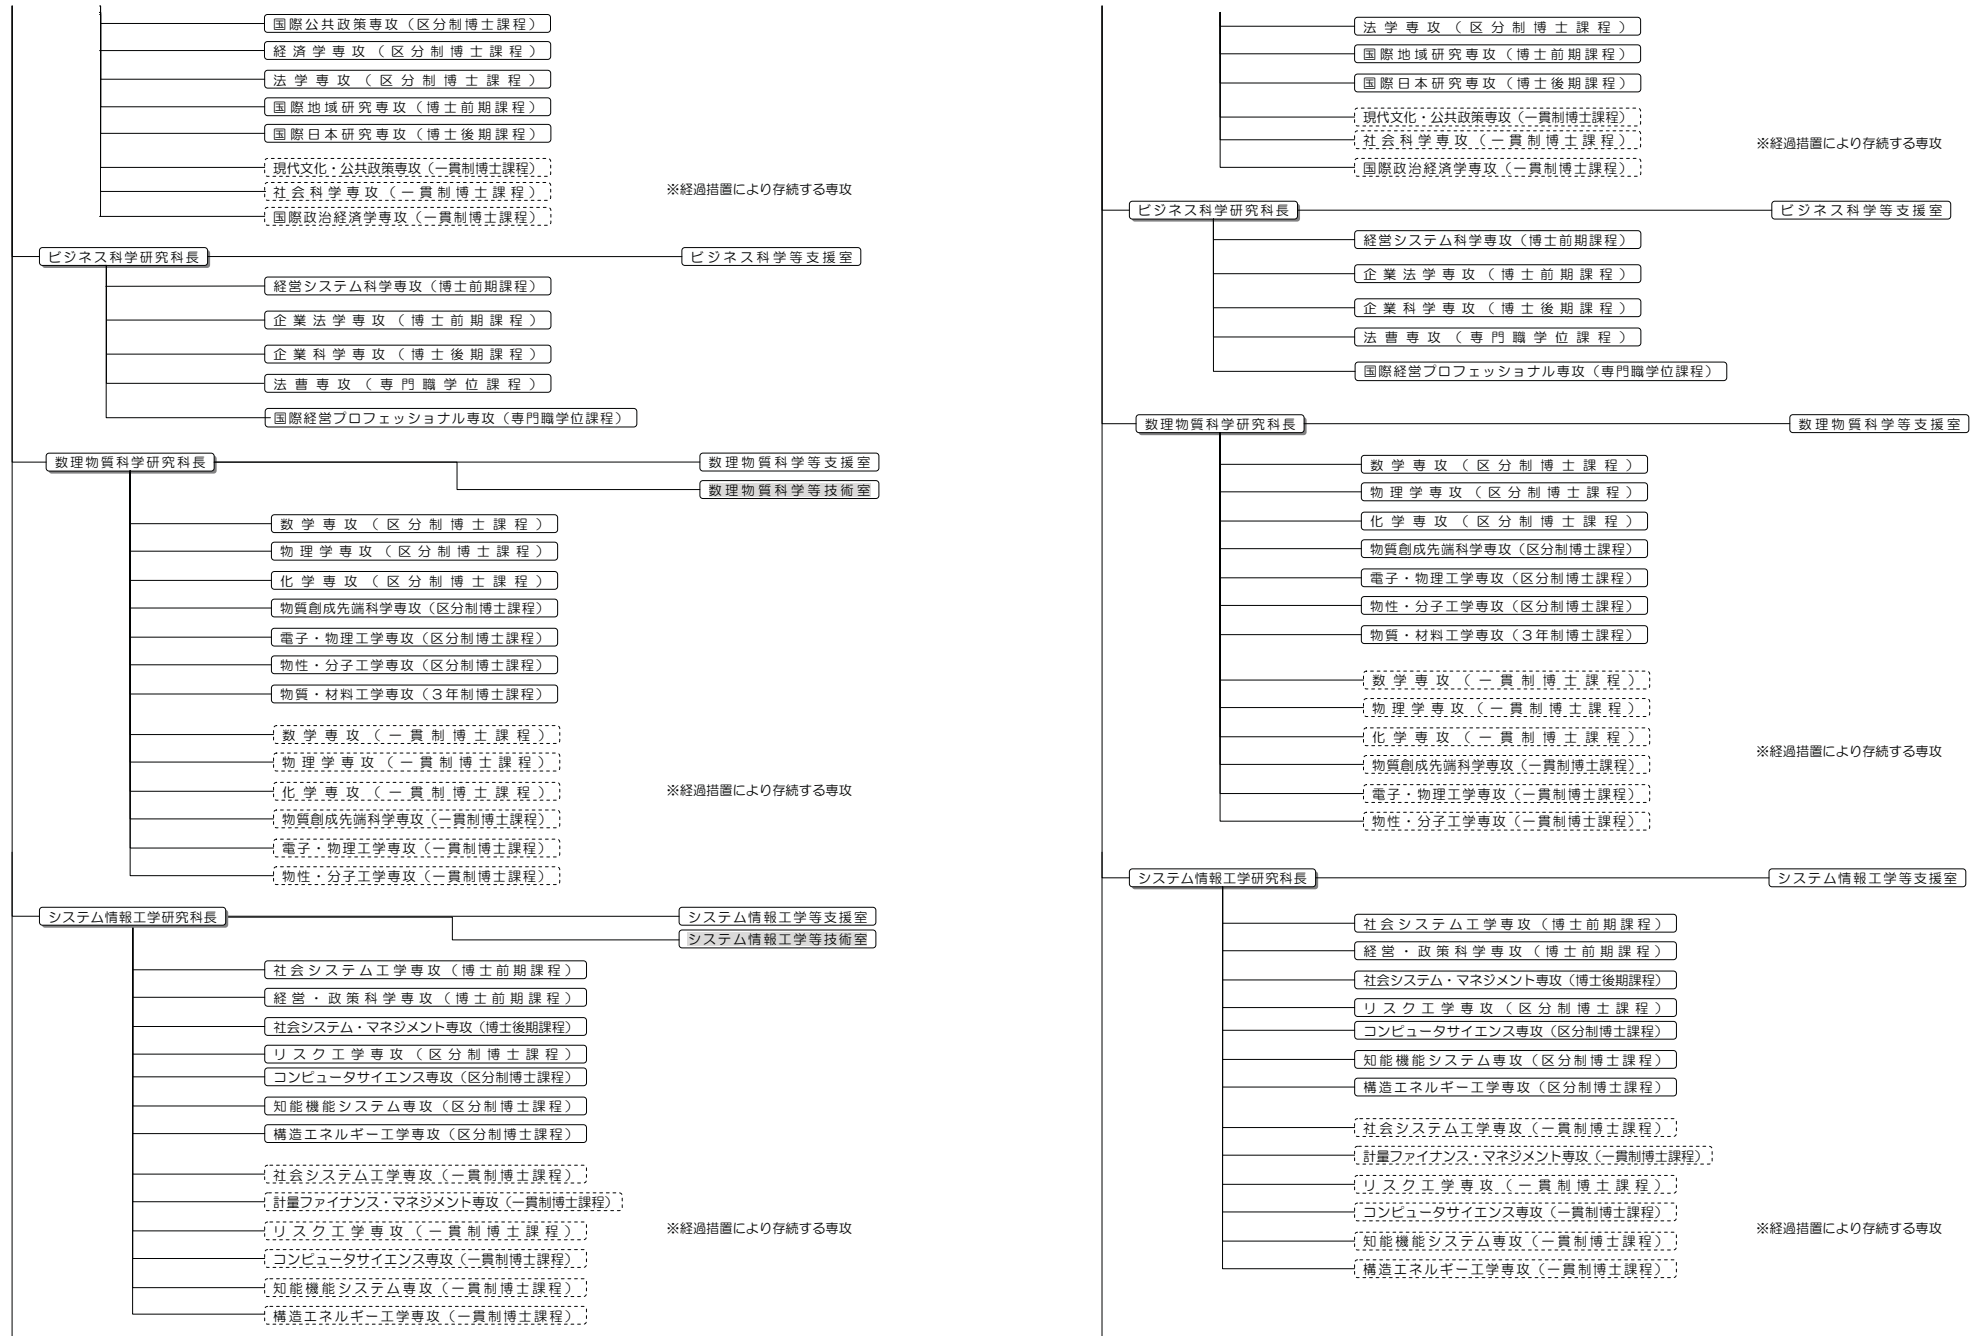 国際公共政策専攻（区分制博士課程）
経済学専攻（区分制博士課程）
法学専攻（区分制博士課程）
国際地域研究専攻（博士前期課程）
国際日本研究専攻（博士後期課程）
現代文化・公共政策専攻（一貫制博士課程）
社会科学専攻（一貫制博士課程）
※経過措置により存続する専攻
国際政治経済学専攻（一貫制博士課程）
ビジネス科学研究科長
ビジネス科学等支援室
経営システム科学専攻（博士前期課程）
企業法学専攻（博士前期課程）
企業科学専攻（博士後期課程）
法曹専攻（専門職学位課程）
国際経営プロフェッショナル専攻（専門職学位課程）
数理物質科学研究科長
数理物質科学等支援室
数理物質科学等技術室
数学専攻（区分制博士課程）
物理学専攻（区分制博士課程）
化学専攻（区分制博士課程）
物質創成先端科学専攻（区分制博士課程）
電子・物理工学専攻（区分制博士課程）
物性・分子工学専攻（区分制博士課程）
物質・材料工学専攻（３年制博士課程）
数学専攻（一貫制博士課程）
物理学専攻（一貫制博士課程）
化学専攻（一貫制博士課程）
※経過措置により存続する専攻
物質創成先端科学専攻（一貫制博士課程）
電子・物理工学専攻（一貫制博士課程）
物性・分子工学専攻（一貫制博士課程）
システム情報工学研究科長
システム情報工学等支援室
システム情報工学等技術室
社会システム工学専攻（博士前期課程）
経営・政策科学専攻（博士前期課程）
社会システム・マネジメント専攻（博士後期課程）
リスク工学専攻（区分制博士課程）
コンピュータサイエンス専攻（区分制博士課程）
知能機能システム専攻（区分制博士課程）
構造エネルギー工学専攻（区分制博士課程）
社会システム工学専攻（一貫制博士課程）
計量ファイナンス・マネジメント専攻（一貫制博士課程）
リスク工学専攻（一貫制博士課程）
※経過措置により存続する専攻
コンピュータサイエンス専攻（一貫制博士課程）
知能機能システム専攻（一貫制博士課程）
構造エネルギー工学専攻（一貫制博士課程）
法学専攻（区分制博士課程）
国際地域研究専攻（博士前期課程）
国際日本研究専攻（博士後期課程）
現代文化・公共政策専攻（一貫制博士課程）
社会科学専攻（一貫制博士課程）
※経過措置により存続する専攻
国際政治経済学専攻（一貫制博士課程）
ビジネス科学研究科長
ビジネス科学等支援室
経営システム科学専攻（博士前期課程）
企業法学専攻（博士前期課程）
企業科学専攻（博士後期課程）
法曹専攻（専門職学位課程）
国際経営プロフェッショナル専攻（専門職学位課程）
数理物質科学研究科長
数理物質科学等支援室
数学専攻（区分制博士課程）
物理学専攻（区分制博士課程）
化学専攻（区分制博士課程）
物質創成先端科学専攻（区分制博士課程）
電子・物理工学専攻（区分制博士課程）
物性・分子工学専攻（区分制博士課程）
物質・材料工学専攻（３年制博士課程）
数学専攻（一貫制博士課程）
物理学専攻（一貫制博士課程）
化学専攻（一貫制博士課程）
※経過措置により存続する専攻
物質創成先端科学専攻（一貫制博士課程）
電子・物理工学専攻（一貫制博士課程）
物性・分子工学専攻（一貫制博士課程）
システム情報工学研究科長
システム情報工学等支援室
社会システム工学専攻（博士前期課程）
経営・政策科学専攻（博士前期課程）
社会システム・マネジメント専攻（博士後期課程）
リスク工学専攻（区分制博士課程）
コンピュータサイエンス専攻（区分制博士課程）
知能機能システム専攻（区分制博士課程）
構造エネルギー工学専攻（区分制博士課程）
社会システム工学専攻（一貫制博士課程）
計量ファイナンス・マネジメント専攻（一貫制博士課程）
リスク工学専攻（一貫制博士課程）
コンピュータサイエンス専攻（一貫制博士課程）
※経過措置により存続する専攻
知能機能システム専攻（一貫制博士課程）
構造エネルギー工学専攻（一貫制博士課程）